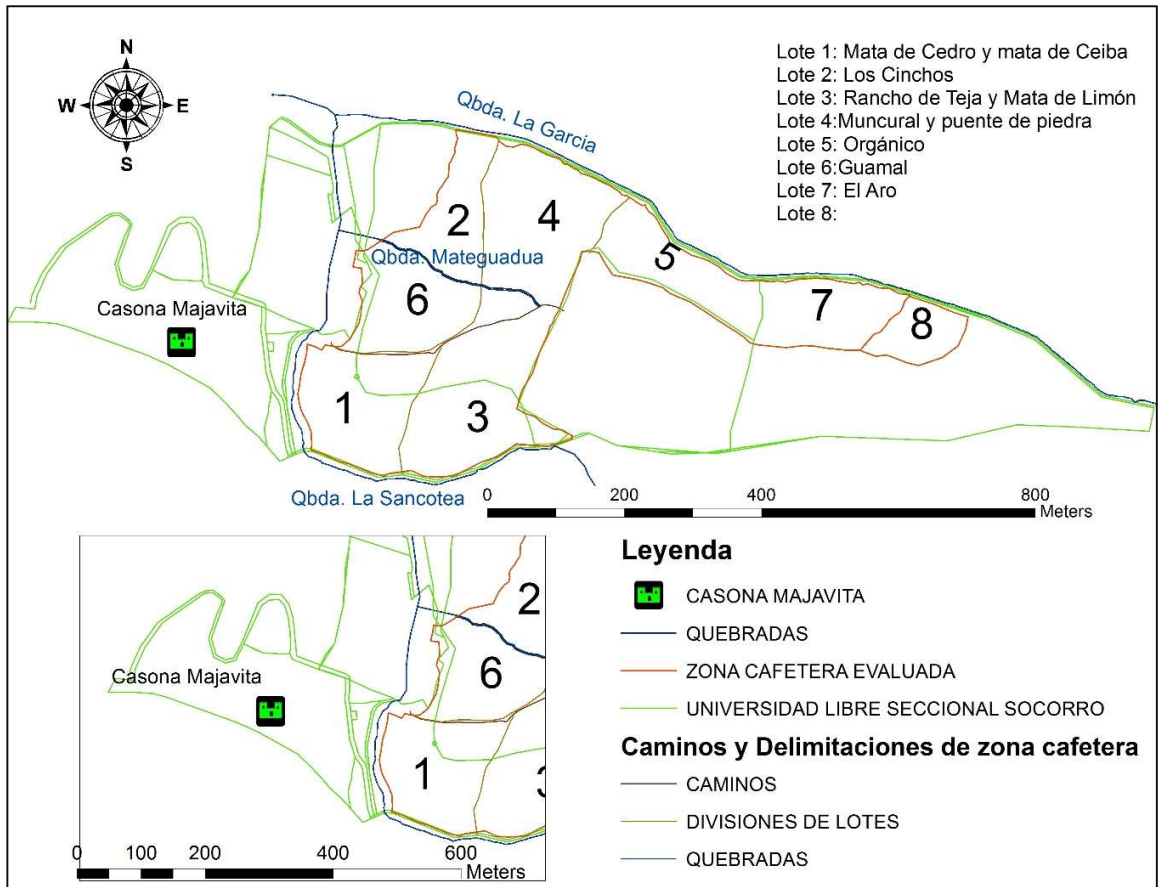 N
W E
S
Lote 1: Mata de Cedro y mata de Ceiba
Lote 2: Los Cinchos
Lote 3: Rancho de Teja y Mata de Limón
Lote 4:Muncural y puente de piedra
Lote 5: Orgánico
Lote 6:Guamal
Lote 7: El Aro
Lote 8:
Qbda. La Garcia
2
4
5
Qbda. Mateguadua
6
7
8
Casona Majavita
1
3
Qbda. La Sancotea
0 200 400 800
Meters
Casona Majavita
2
6
1
3
0 100 200 400 600
Meters
Leyenda
CASONA MAJAVITA
QUEBRADAS
ZONA CAFETERA EVALUADA
UNIVERSIDAD LIBRE SECCIONAL SOCORRO
Caminos y Delimitaciones de zona cafetera
CAMINOS
DIVISIONES DE LOTES
QUEBRADAS